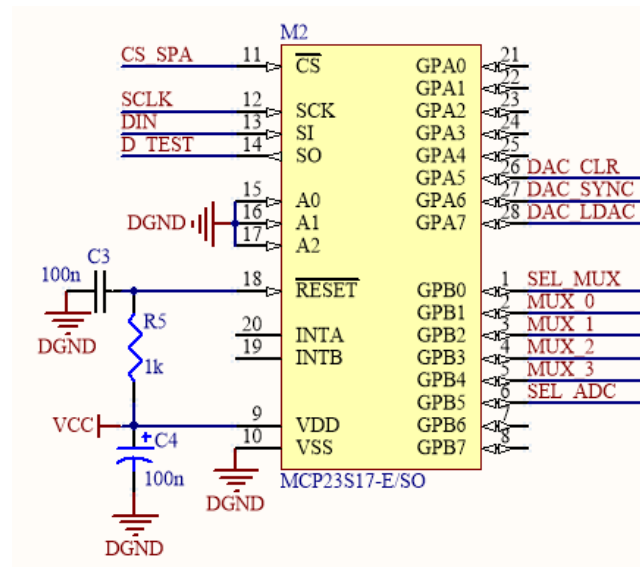 M2
CS_SPA 11 CS GPA0 21
GPA1 22
SCLK 12 SCK GPA2 23
DIN 13 SI GPA3 24
D_TEST 14 SO GPA4 25
GPA5 26 DAC_CLR
15 A0 GPA6 27 DAC_SYNC
DGND 16 A1 GPA7 28 DAC_LDAC
17 A2
C3
100n 18 RESET GPB0 1 SEL_MUX
GPB1 2 MUX_0
DGND R5 20 INTA GPB2 3 MUX_1
1k 19 INTB GPB3 4 MUX_2
GPB4 5 MUX_3
GPB5 6 SEL_ADC
VCC 9 VDD GPB6 7
+ C4 10 VSS GPB7 8
100n MCP23S17-E/SO
DGND
DGND